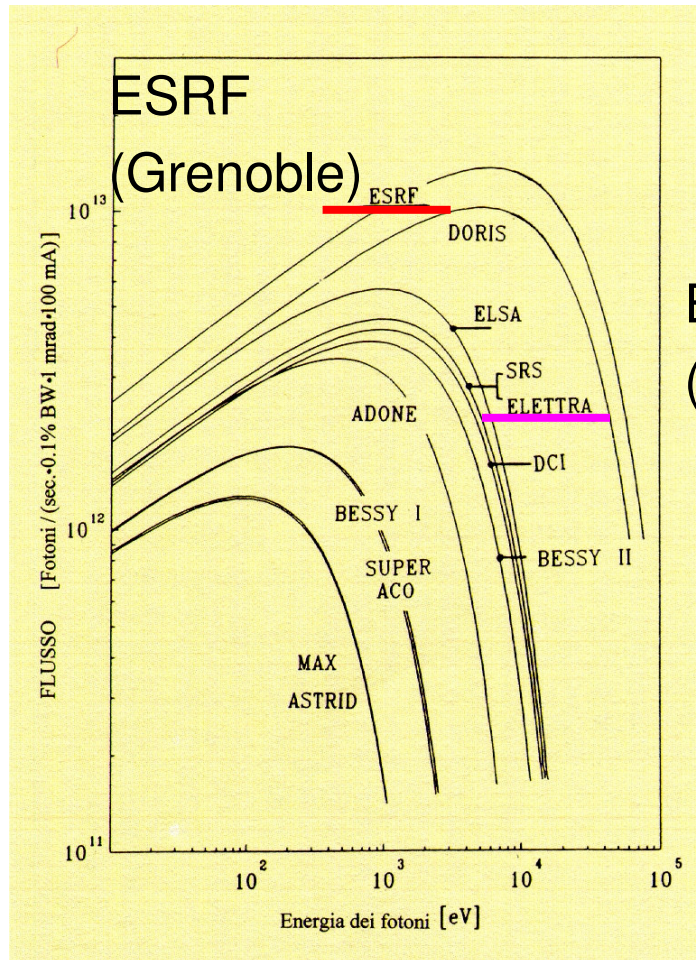 ESRF
(Grenoble)
ESRF
DORIS
ELSA
SRS
ELETTRA
ADONE
DCI
BESSY I
BESSY II
SUPER
ACO
MAX
ASTRID
10¹³
10¹²
10¹¹
FLUSSO [Fotoni / (sec.•0.1% BW•1 mrad•100 mA)]
10² 10³ 10⁴ 10⁵
Energia dei fotoni [eV]